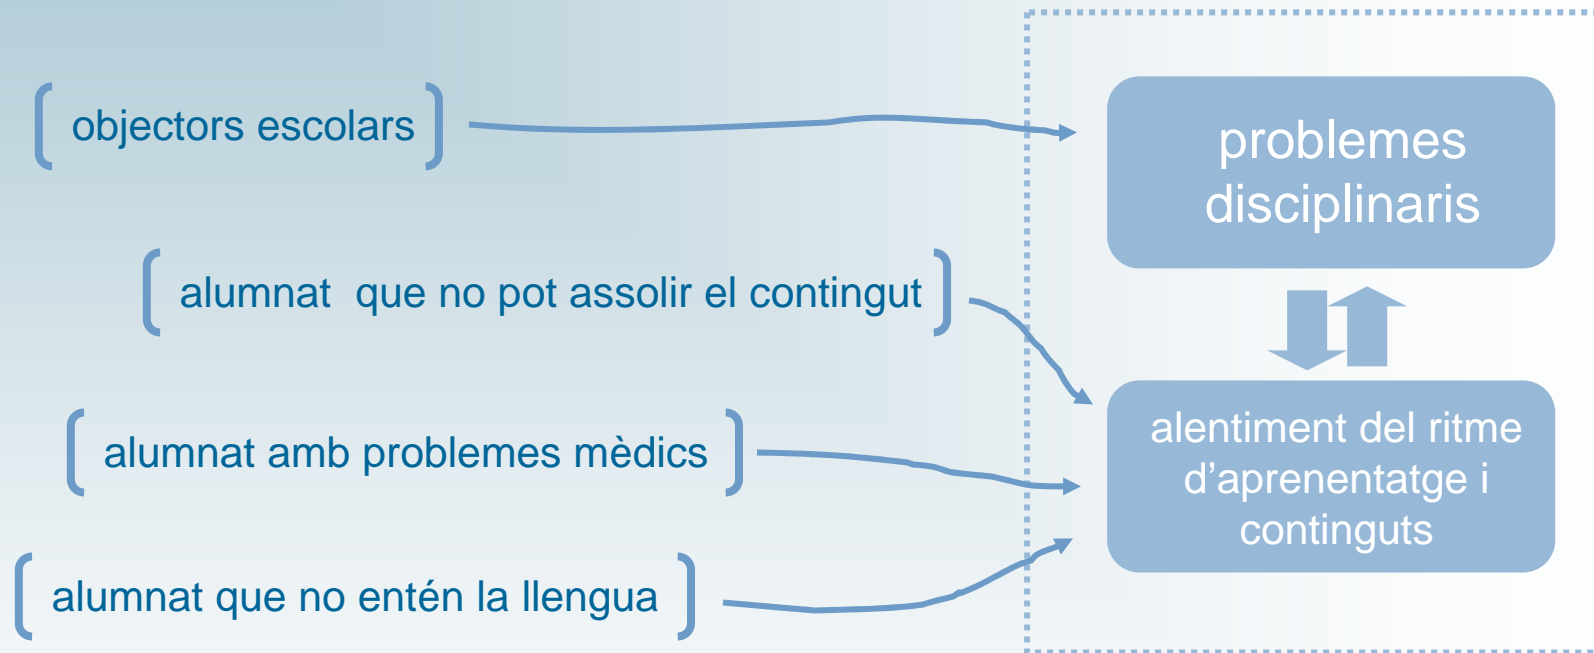 objectors escolars
problemes
disciplinaris
alumnat que no pot assolir el contingut
alumnat amb problemes mèdics
alentiment del ritme
d’aprenentatge i
continguts
alumnat que no entén la llengua